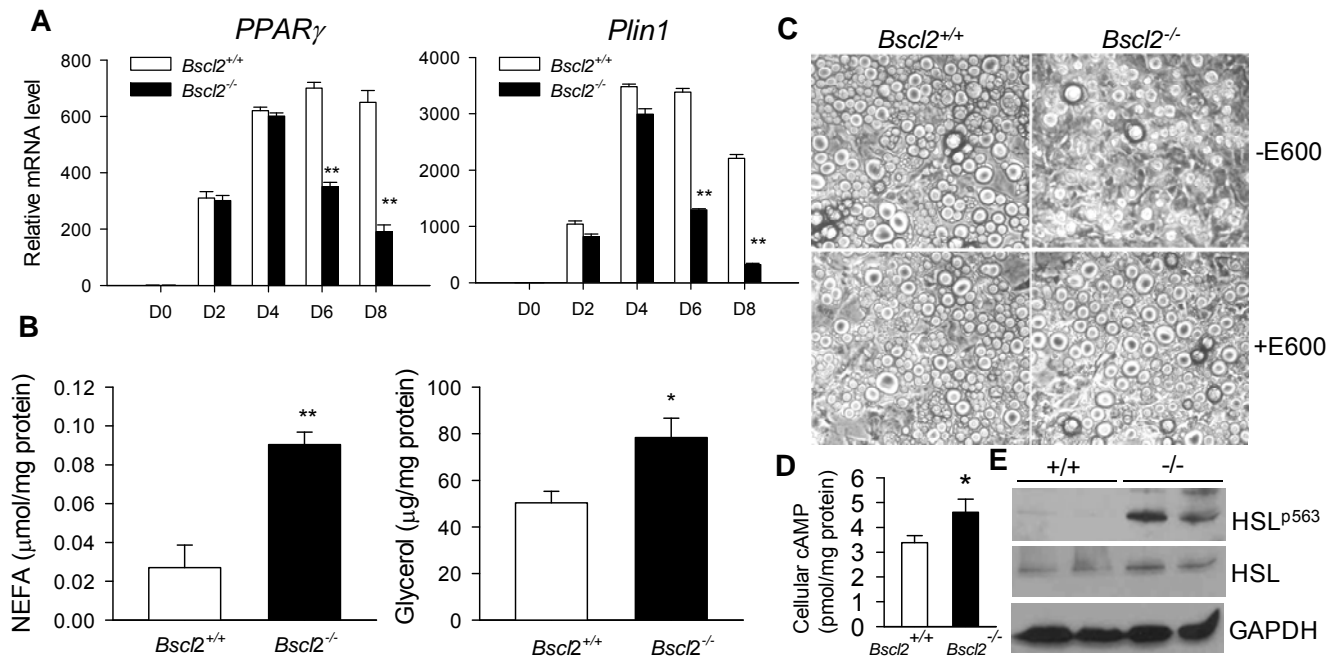 A
PPARγ
Plin1
Bscl2+/+
Bscl2-/-
Bscl2+/+
Bscl2-/-
Relative mRNA level
800
600
400
200
0
4000
3000
2000
1000
0
**
**
**
**
D0 D2 D4 D6 D8
D0 D2 D4 D6 D8
B
NEFA (μmol/mg protein)
0.12
0.10
0.08
0.06
0.04
0.02
0.00
**
Bscl2+/+ Bscl2-/-
Glycerol (μg/mg protein)
100
80
60
40
20
0
*
Bscl2+/+ Bscl2-/-
C
Bscl2+/+ Bscl2-/-
-E600
+E600
D
Cellular cAMP
(pmol/mg protein)
6
5
4
3
2
1
0
*
Bscl2+/+ Bscl2-/-
E
+/+ -/-
HSLp563
HSL
GAPDH